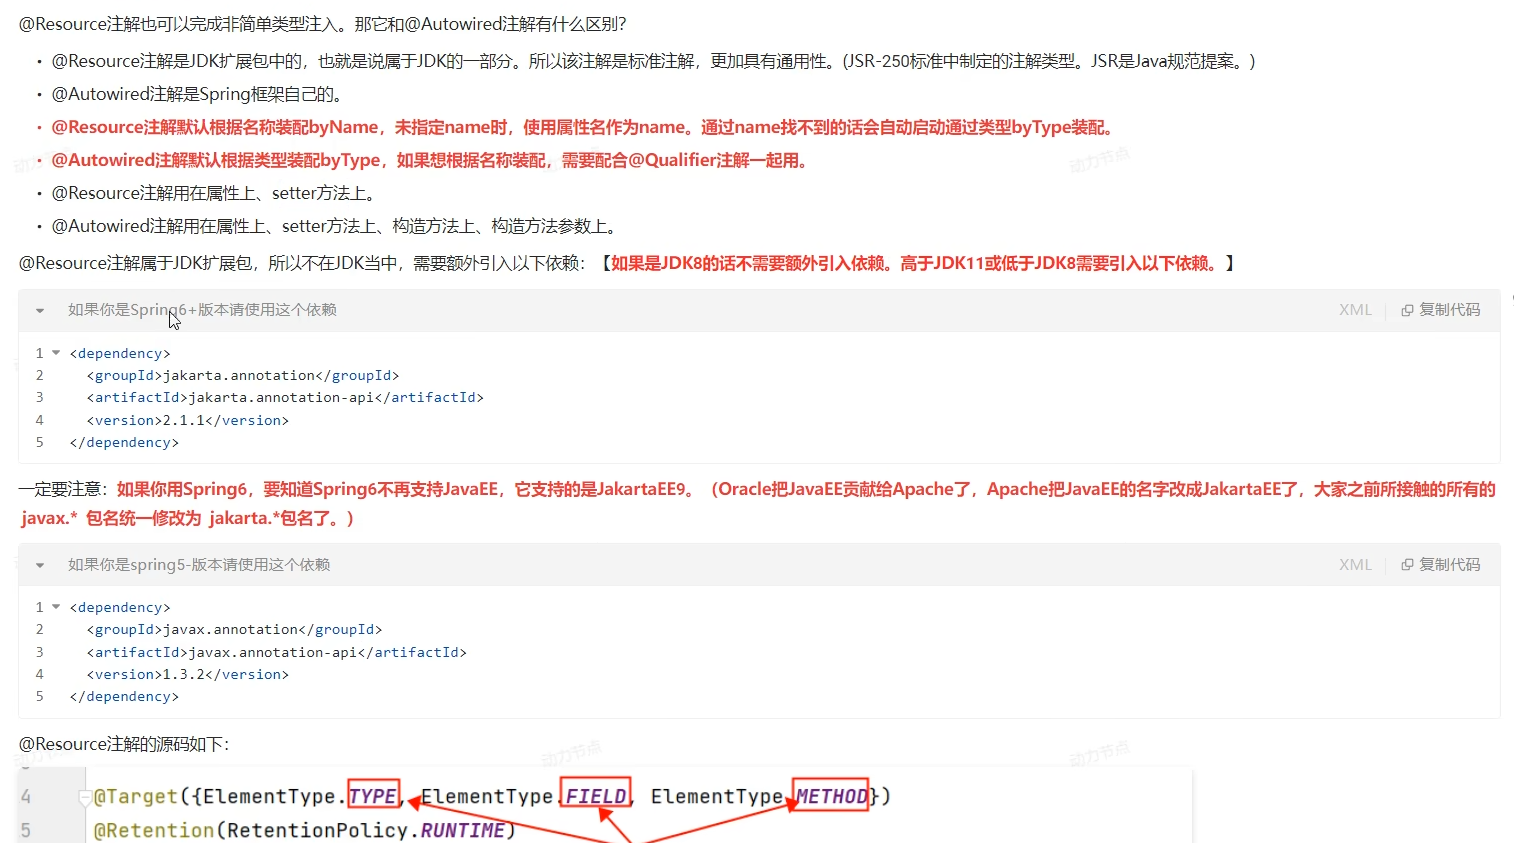 @Resource注解也可以完成非简单类型注入。那它和@Autowired注解有什么区别？
• @Resource注解是JDK扩展包中的，也就是说属于JDK的一部分。所以该注解是标准注解，更加具有通用性。(JSR-250标准中制定的注解类型。JSR是Java规范提案。)
• @Autowired注解是Spring框架自己的。
• @Resource注解默认根据名称装配byName，未指定name时，使用属性名作为name。通过name找不到的话会自动启动通过类型byType装配。
• @Autowired注解默认根据类型装配byType，如果想根据名称装配，需要配合@Qualifier注解一起用。
动力节点
• @Resource注解用在属性上、setter方法上。
• @Autowired注解用在属性上、setter方法上、构造方法上、构造方法参数上。
@Resource注解属于JDK扩展包，所以不在JDK当中，需要额外引入以下依赖：【如果是JDK8的话不需要额外引入依赖。高于JDK11或低于JDK8需要引入以下依赖。】
如果你是Spring6+版本请使用这个依赖 XML 复制代码
1 <dependency>
2 <groupId>jakarta.annotation</groupId>
3 <artifactId>jakarta.annotation-api</artifactId>
4 <version>2.1.1</version>
5 </dependency>
一定要注意：如果你用Spring6，要知道Spring6不再支持JavaEE，它支持的是JakartaEE9。（Oracle把JavaEE贡献给Apache了，Apache把JavaEE的名字改成JakartaEE了，大家之前所接触的所有的
javax.* 包名统一修改为 jakarta.*包名了。）
如果你是spring5-版本请使用这个依赖 XML 复制代码
1 <dependency>
2 <groupId>javax.annotation</groupId>
3 <artifactId>javax.annotation-api</artifactId>
4 <version>1.3.2</version>
5 </dependency>
@Resource注解的源码如下：
动力节点 动力节点
4 @Target({ElementType.TYPE, ElementType.FIELD, ElementType.METHOD})
5 @Retention(RetentionPolicy.RUNTIME)